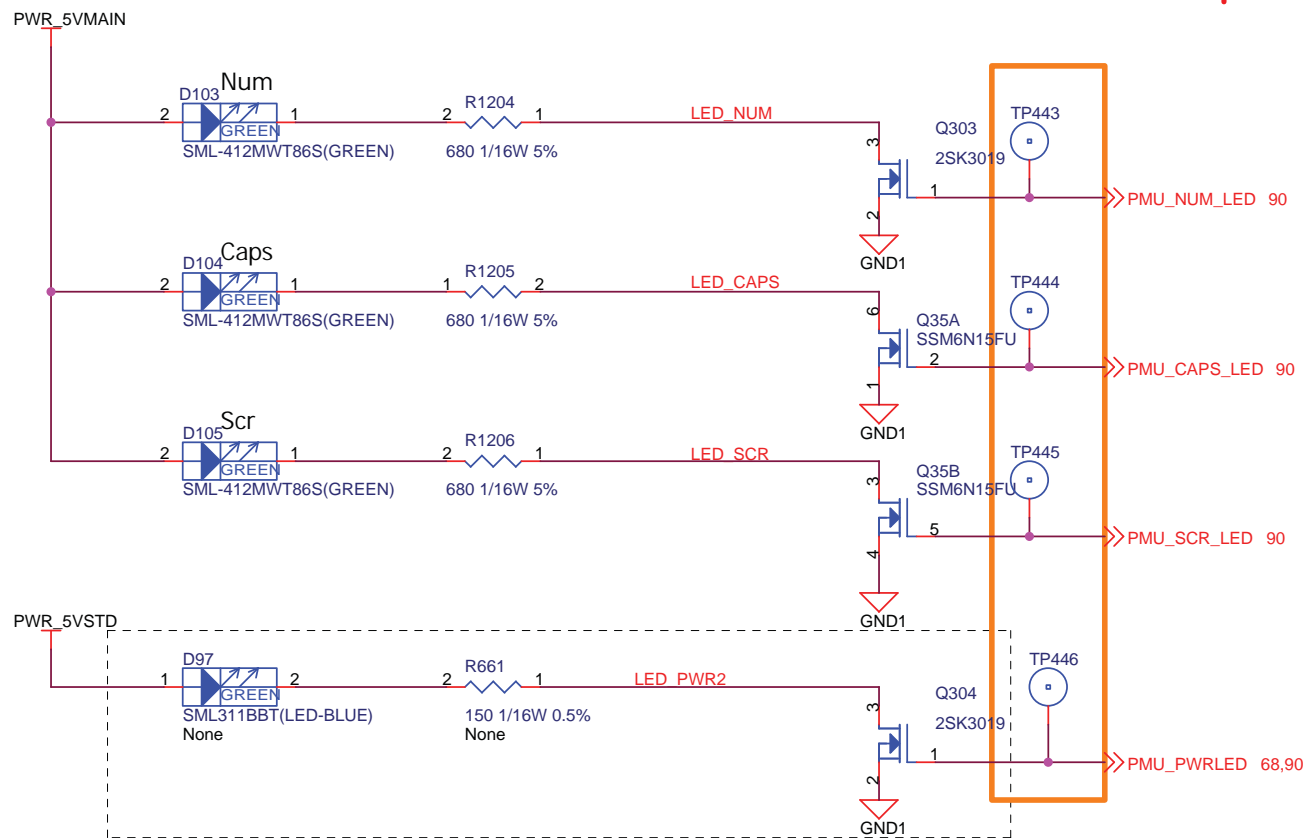 PWR_5VMAIN
Num
D103
2
1
GREEN
SML-412MWT86S(GREEN)
R1204
2
1
680 1/16W 5%
LED_NUM
3
Q303
2SK3019
1
2
GND1
TP443
PMU_NUM_LED 90
Caps
D104
2
1
GREEN
SML-412MWT86S(GREEN)
R1205
1
2
680 1/16W 5%
LED_CAPS
6
Q35A
SSM6N15FU
2
1
GND1
TP444
PMU_CAPS_LED 90
Scr
D105
2
1
GREEN
SML-412MWT86S(GREEN)
R1206
2
1
680 1/16W 5%
LED_SCR
3
Q35B
SSM6N15FU
5
4
GND1
TP445
PMU_SCR_LED 90
PWR_5VSTD
D97
1
2
GREEN
SML311BBT(LED-BLUE)
None
R661
2
1
150 1/16W 0.5%
None
LED_PWR2
3
Q304
2SK3019
1
2
GND1
TP446
PMU_PWRLED 68,90